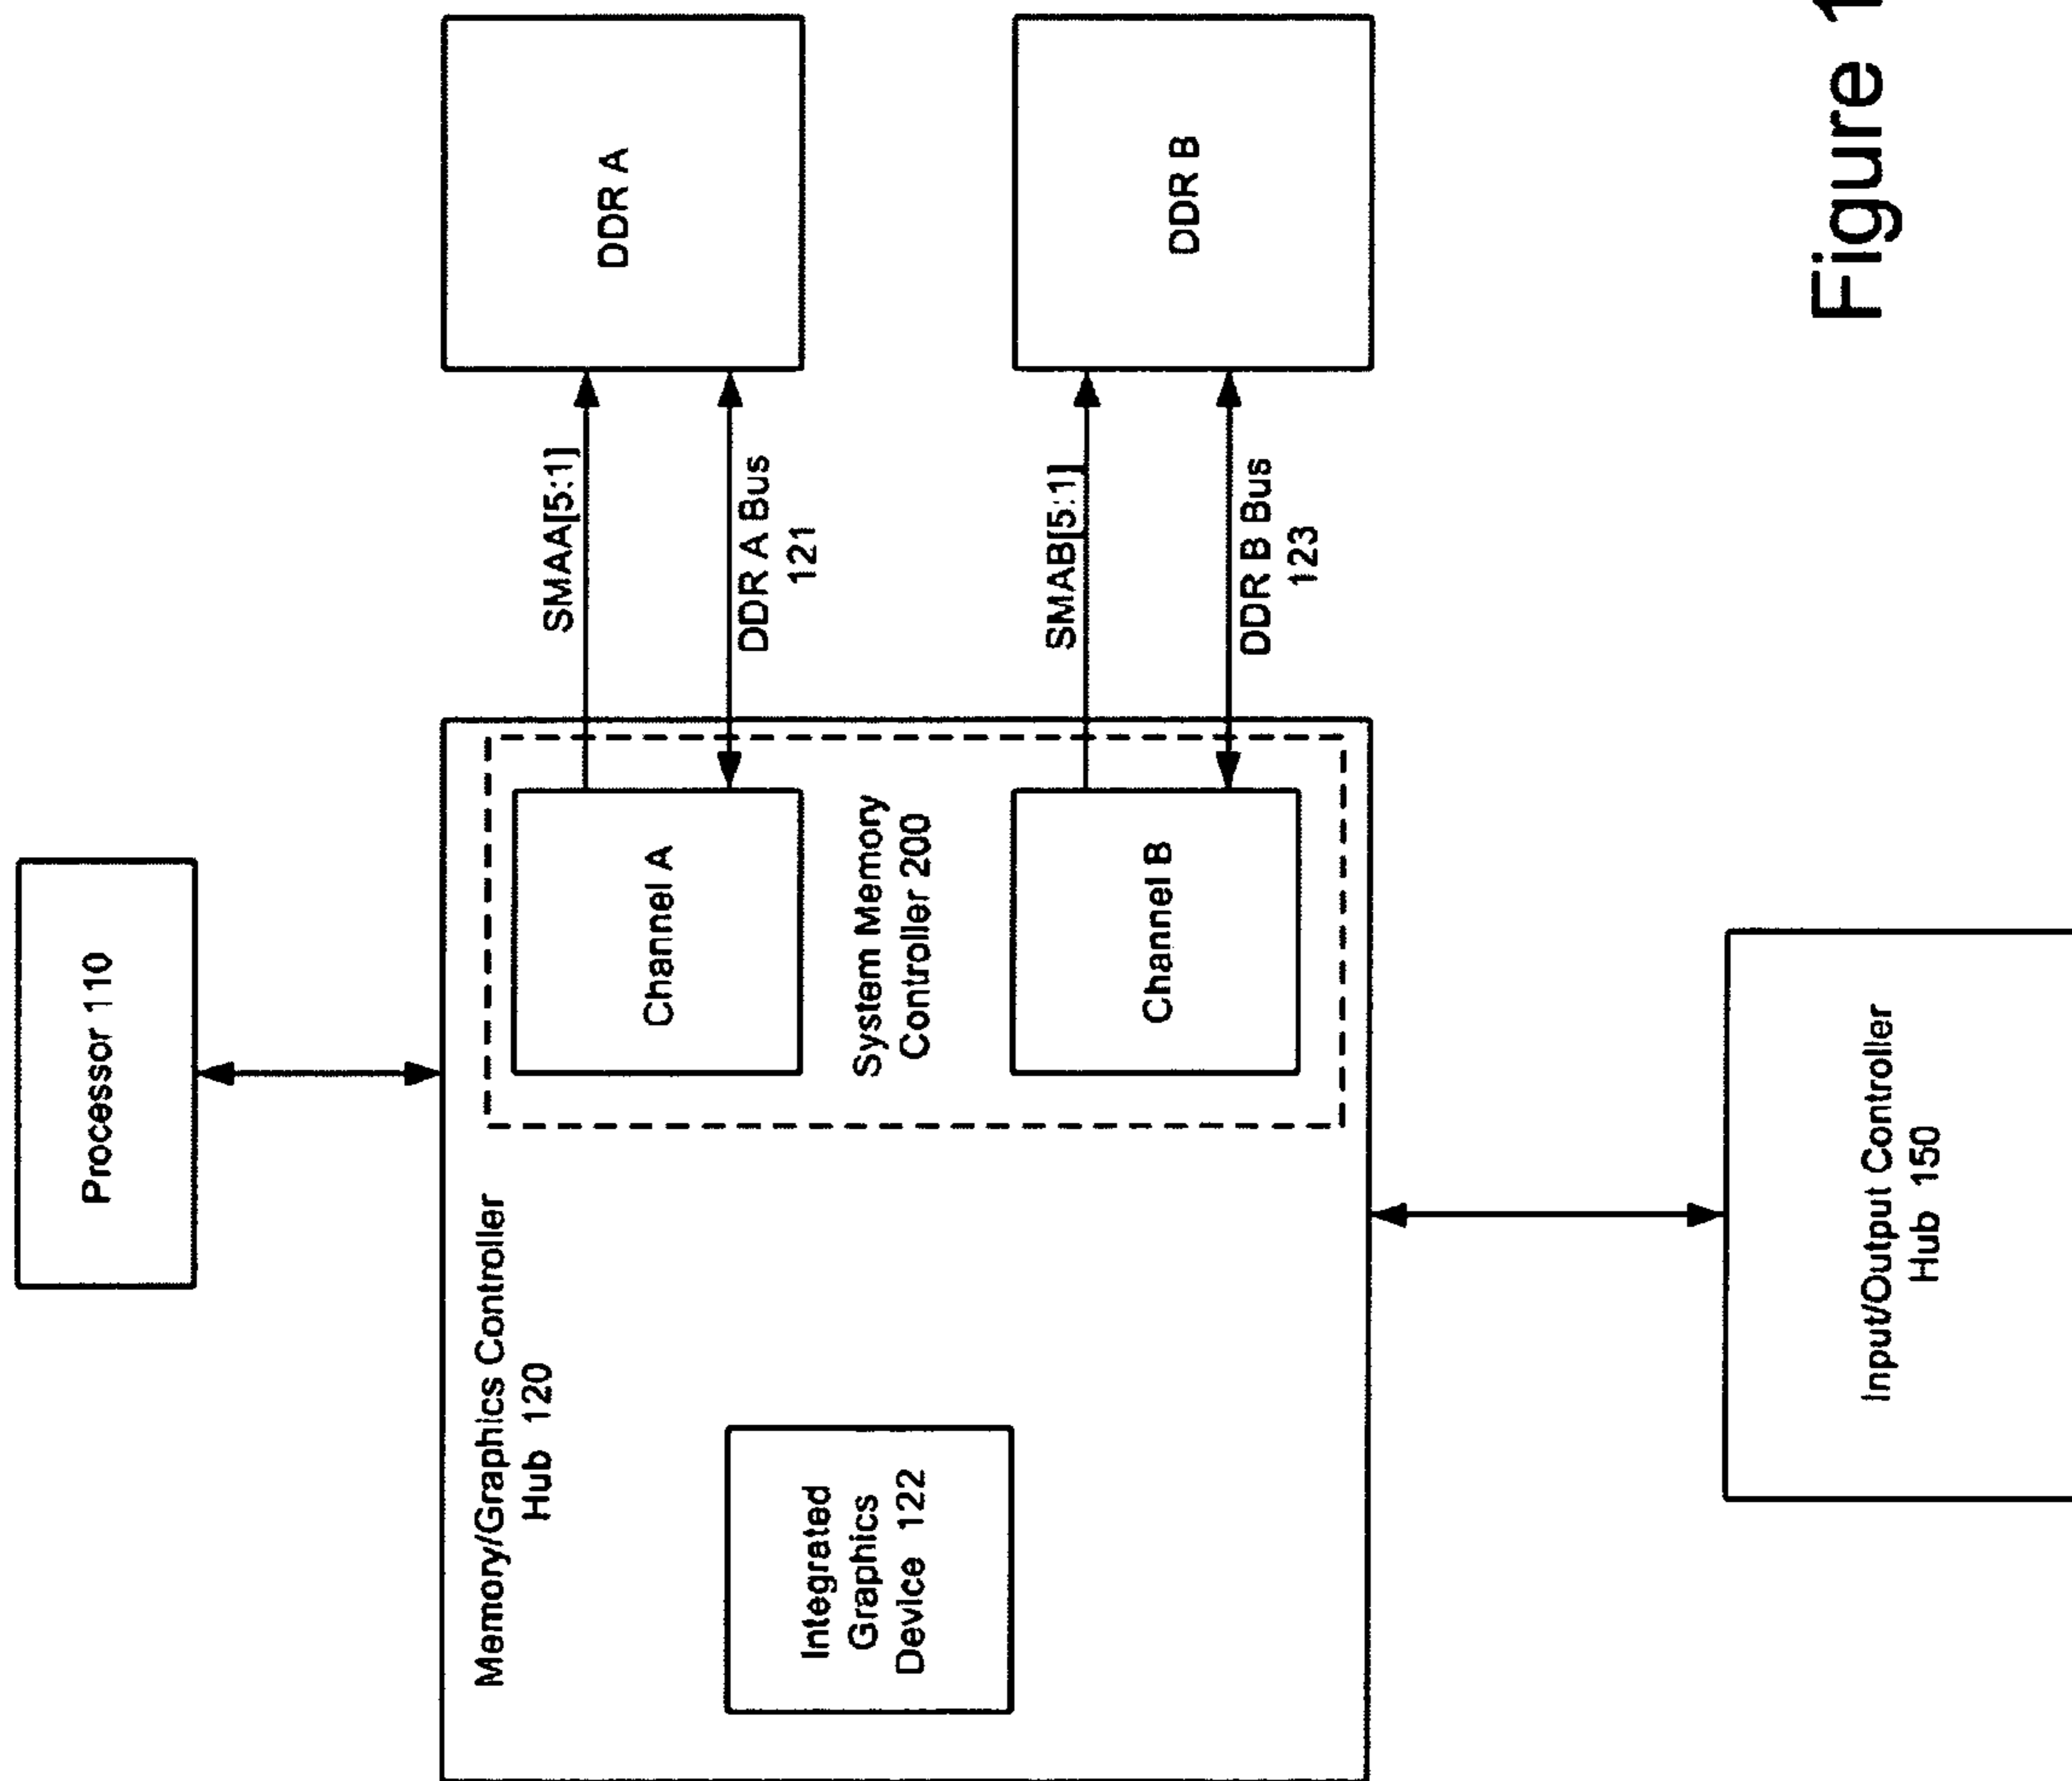 Processor 110
Memory/Graphics Controller
Hub 120
Integrated
Graphics
Device 122
Channel A
System Memory
Controller 200
Channel B
SMAA[5:1]
DDR A Bus
121
SMAB[5:1]
DDR B Bus
123
DDR A
DDR B
Input/Output Controller
Hub 150
Figure 1